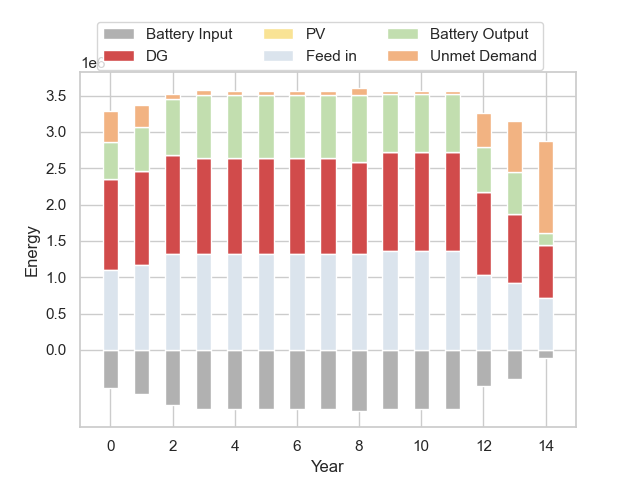 Battery Input PV Battery Output
DG Feed in Unmet Demand
1e6
3.5
3.0
2.5
2.0
1.5
1.0
0.5
0.0
Energy
0 2 4 6 8 10 12 14
Year